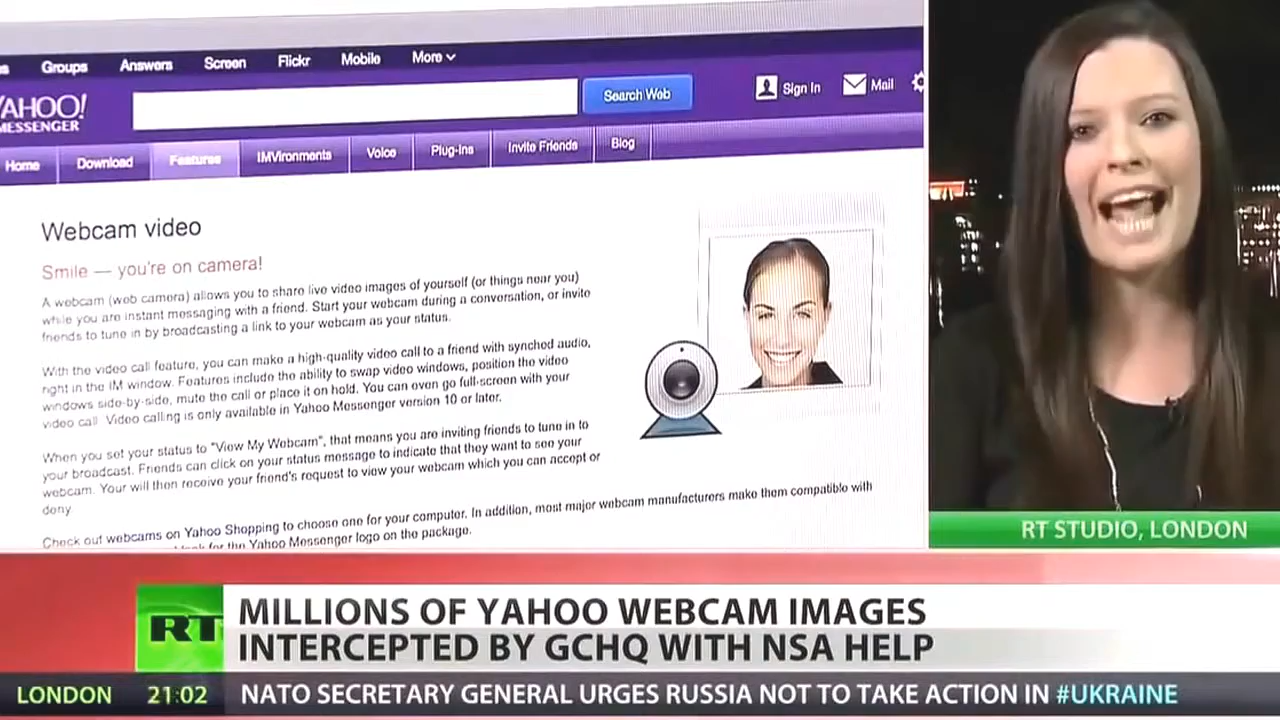 Groups Answers Screen Flickr Mobile More
YAHOO!
MESSENGER
Search Web
Sign In Mail
Home Download Features IMVironments Voice Plug-Ins Invite Friends Blog
Webcam video
Smile — you're on camera!
A webcam (web camera) allows you to share live video images of yourself (or things near you)
while you are instant messaging with a friend. Start your webcam during a conversation, or invite
friends to tune in by broadcasting a link to your webcam as your status.
With the video call feature, you can make a high-quality video call to a friend with synched audio,
right in the IM window. Features include the ability to swap video windows, position the video
windows side-by-side, mute the call or place it on hold. You can even go full-screen with your
video call. Video calling is only available in Yahoo Messenger version 10 or later.
When you set your status to "View My Webcam", that means you are inviting friends to tune in to
your broadcast. Friends can click on your status message to indicate that they want to see your
webcam. Your will then receive your friend's request to view your webcam which you can accept or
deny.
Check out webcams on Yahoo Shopping to choose one for your computer. In addition, most major webcam manufacturers make them compatible with
for the Yahoo Messenger logo on the package.
RT STUDIO, LONDON
RT
MILLIONS OF YAHOO WEBCAM IMAGES
INTERCEPTED BY GCHQ WITH NSA HELP
LONDON 21:02 NATO SECRETARY GENERAL URGES RUSSIA NOT TO TAKE ACTION IN #UKRAINE